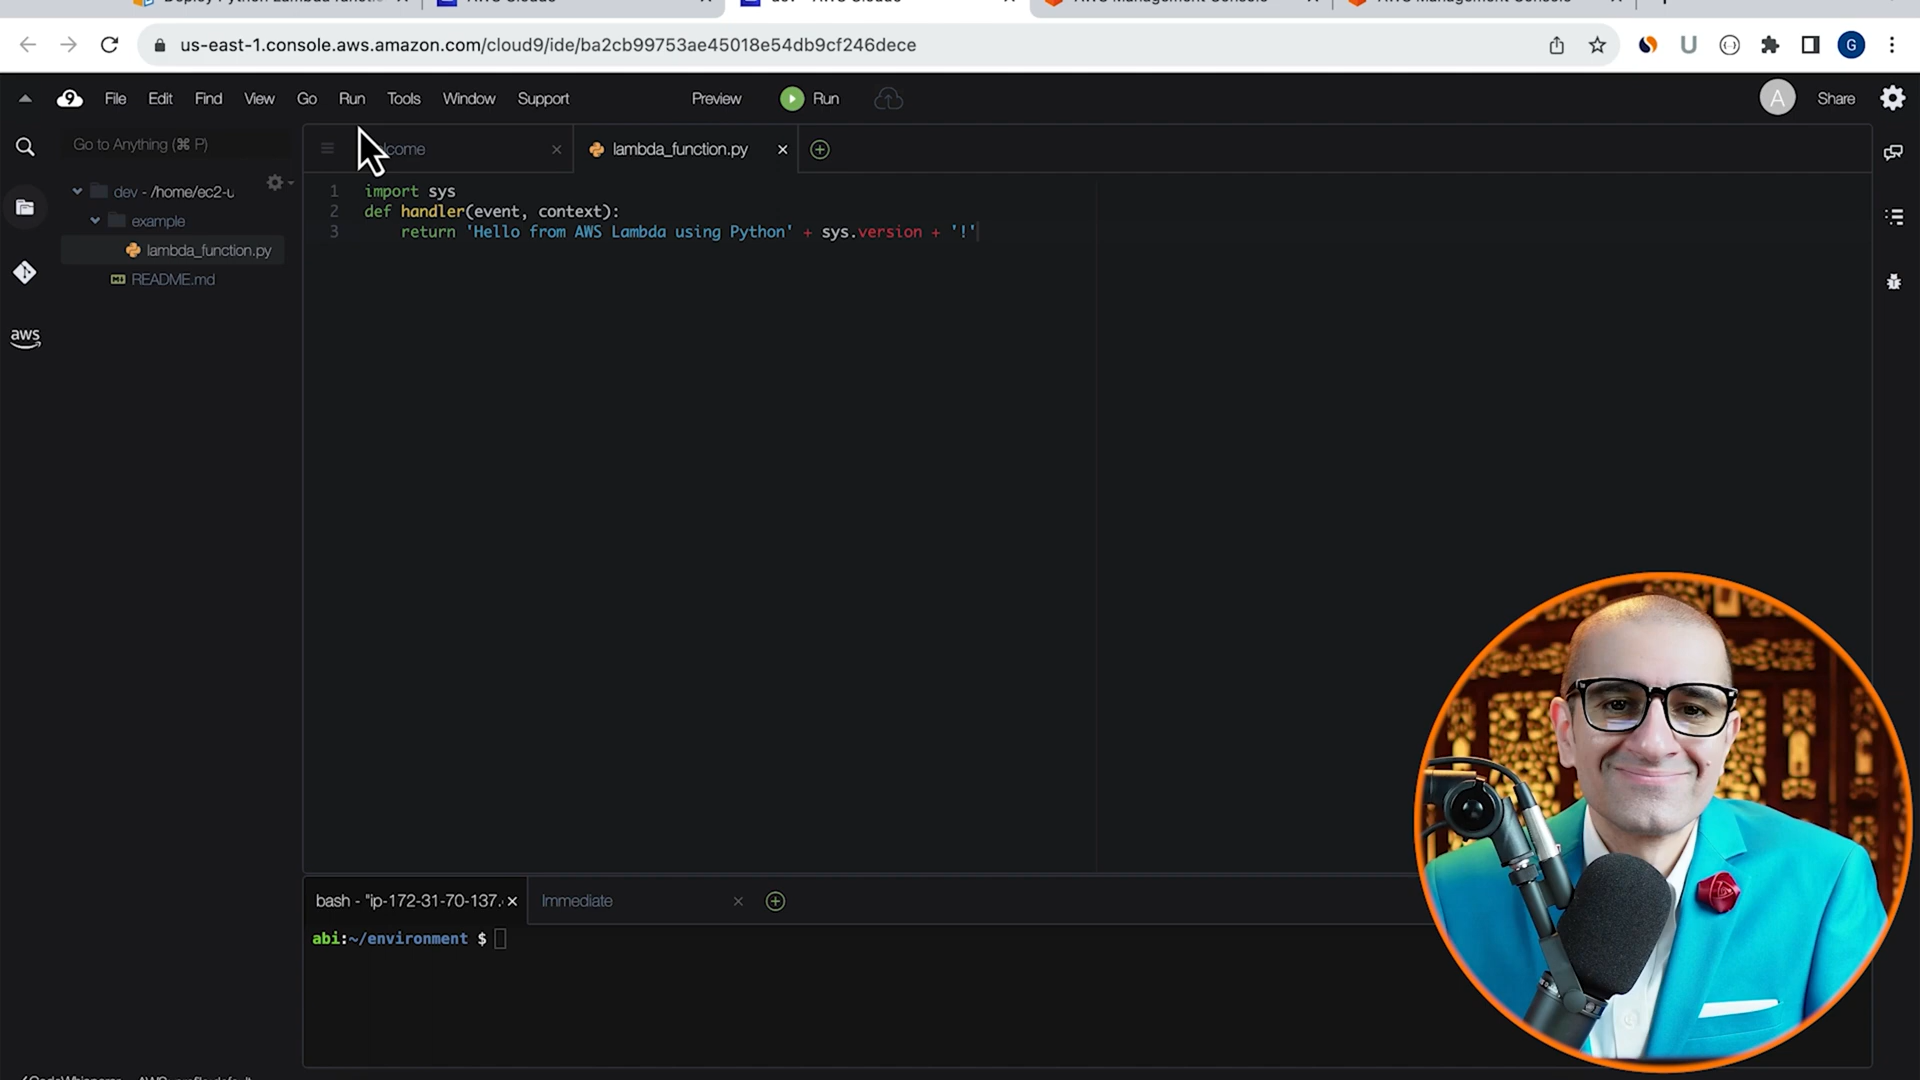 us-east-1.console.aws.amazon.com/cloud9/ide/ba2cb99753ae45018e54db9cf246dece
G
9 File Edit Find View Go Run Tools Window Support Preview Run A Share
Go to Anything (⌘ P)
lambda_function.py
dev - /home/ec2-u
example
lambda_function.py
README.md
aws
1 import sys
2 def handler(event, context):
3 return 'Hello from AWS Lambda using Python' + sys.version + '!'
bash - "ip-172-31-70-137.
Immediate
abi:~/environment $